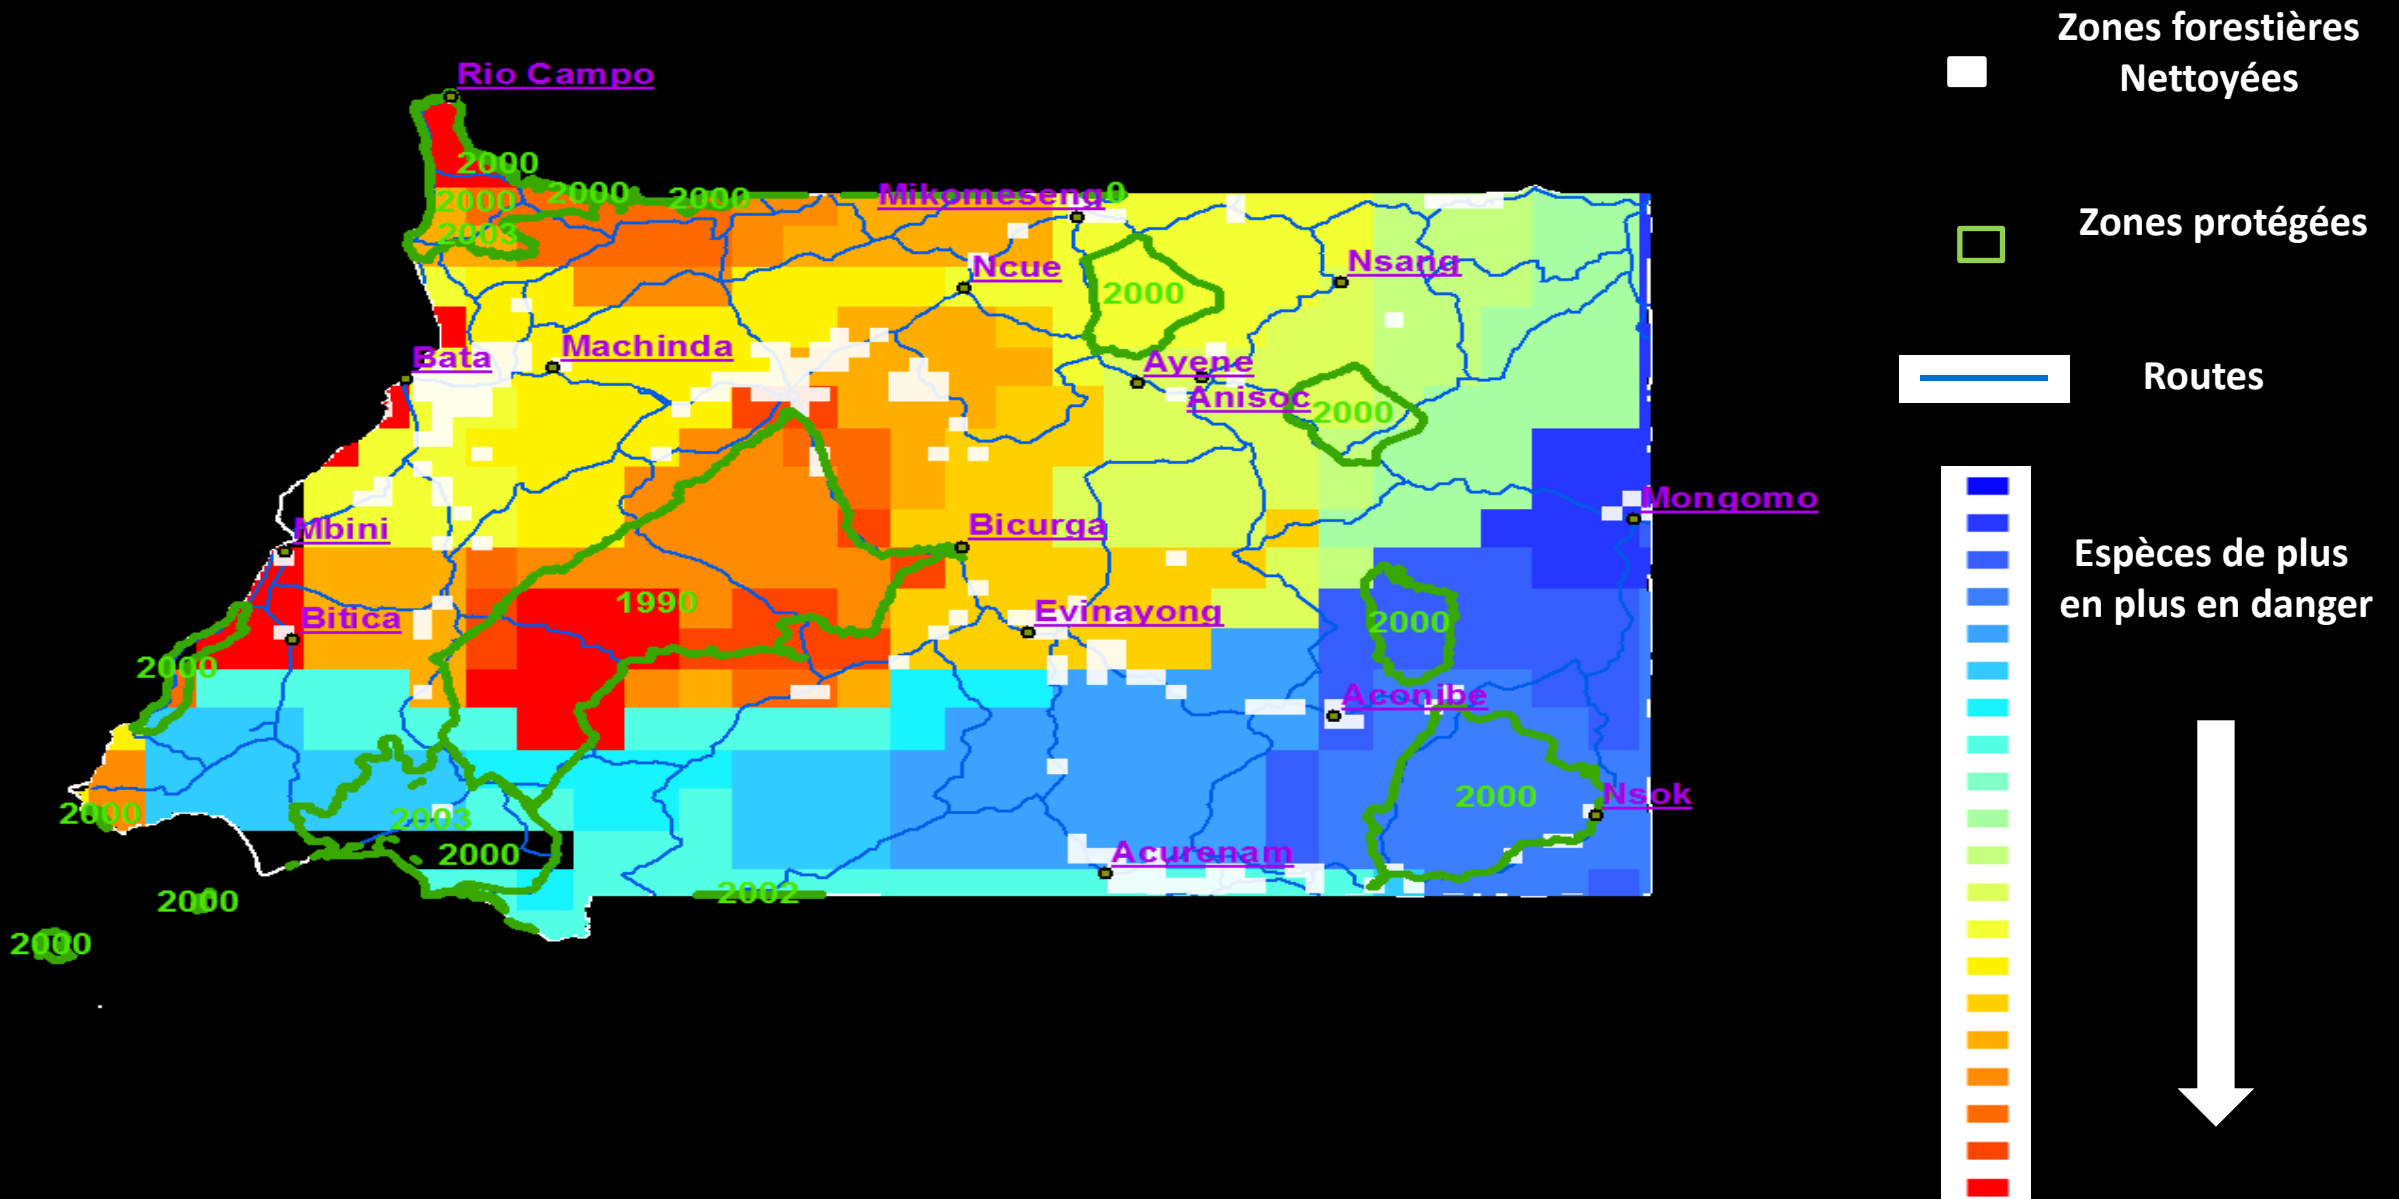 Zones forestières
Nettoyées
Rio Campo
2000
2000
2000
Mikomeseng
0
2000
2003
Zones protégées
Ncue
Nsang
2000
Machinda
Bata
Ayene
Routes
Anisoc
2000
Mongomo
Mbini
Bicurga
Espèces de plus
en plus en danger
1990
Bitica
Evinayong
2000
2000
Aconibe
2000
2003
2000
Nsok
2000
Acurenam
2000
2002
2000